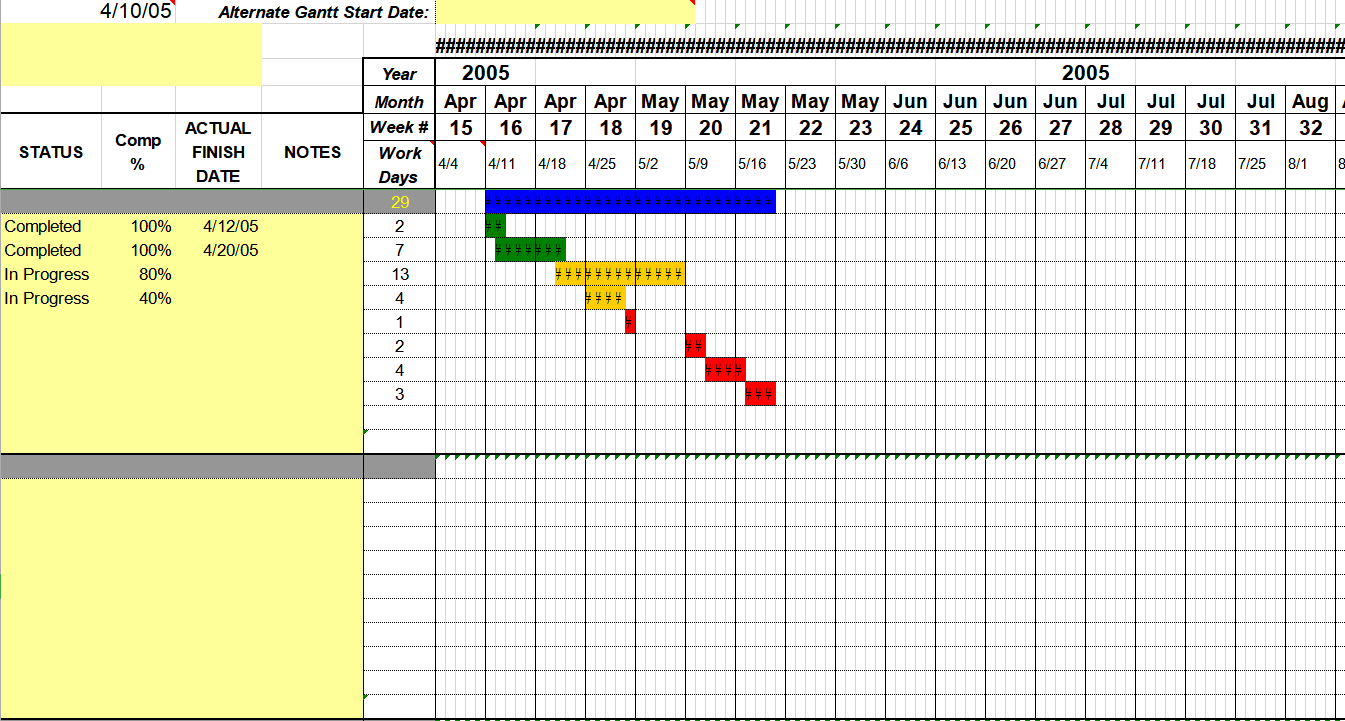 4/10/05 Alternate Gantt Start Date:
Year 2005 2005
Month Apr Apr Apr Apr May May May May May Jun Jun Jun Jun Jul Jul Jul Jul Aug
Week # 15 16 17 18 19 20 21 22 23 24 25 26 27 28 29 30 31 32
STATUS Comp % ACTUAL FINISH DATE NOTES Work Days 4/4 4/11 4/18 4/25 5/2 5/9 5/16 5/23 5/30 6/6 6/13 6/20 6/27 7/4 7/11 7/18 7/25 8/1 8
29
Completed 100% 4/12/05 2
Completed 100% 4/20/05 7
In Progress 80% 13
In Progress 40% 4
1
2
4
3